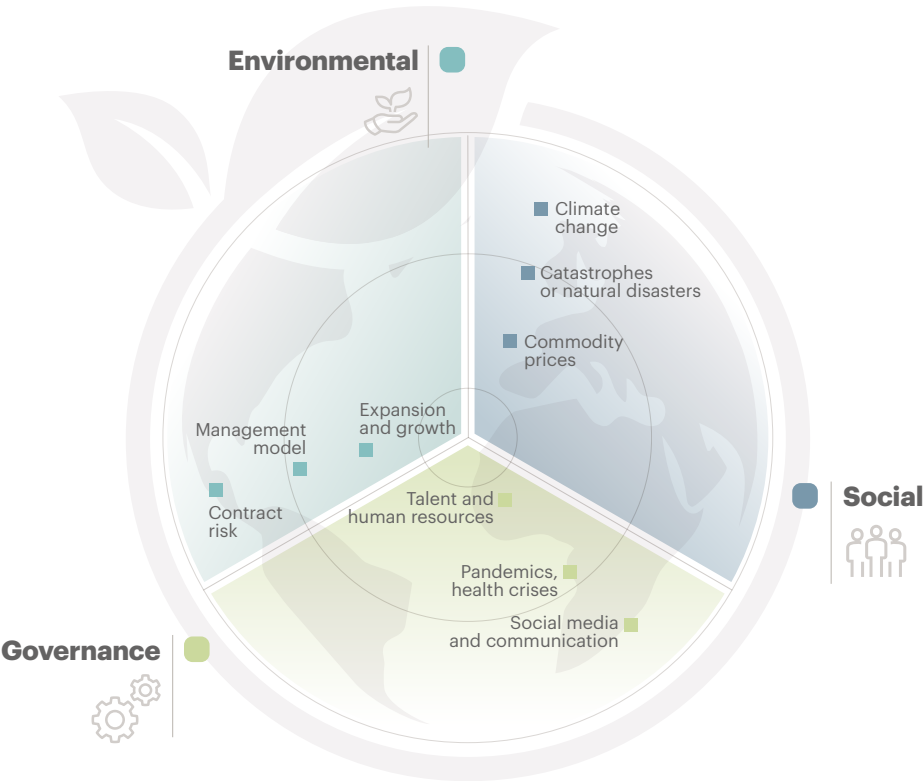 Environmental
Climate
change
Catastrophes
or natural disasters
Commodity
prices
Expansion
and growth
Management
model
Contract
risk
Talent and
human resources
Pandemics,
health crises
Social media
and communication
Social
Governance